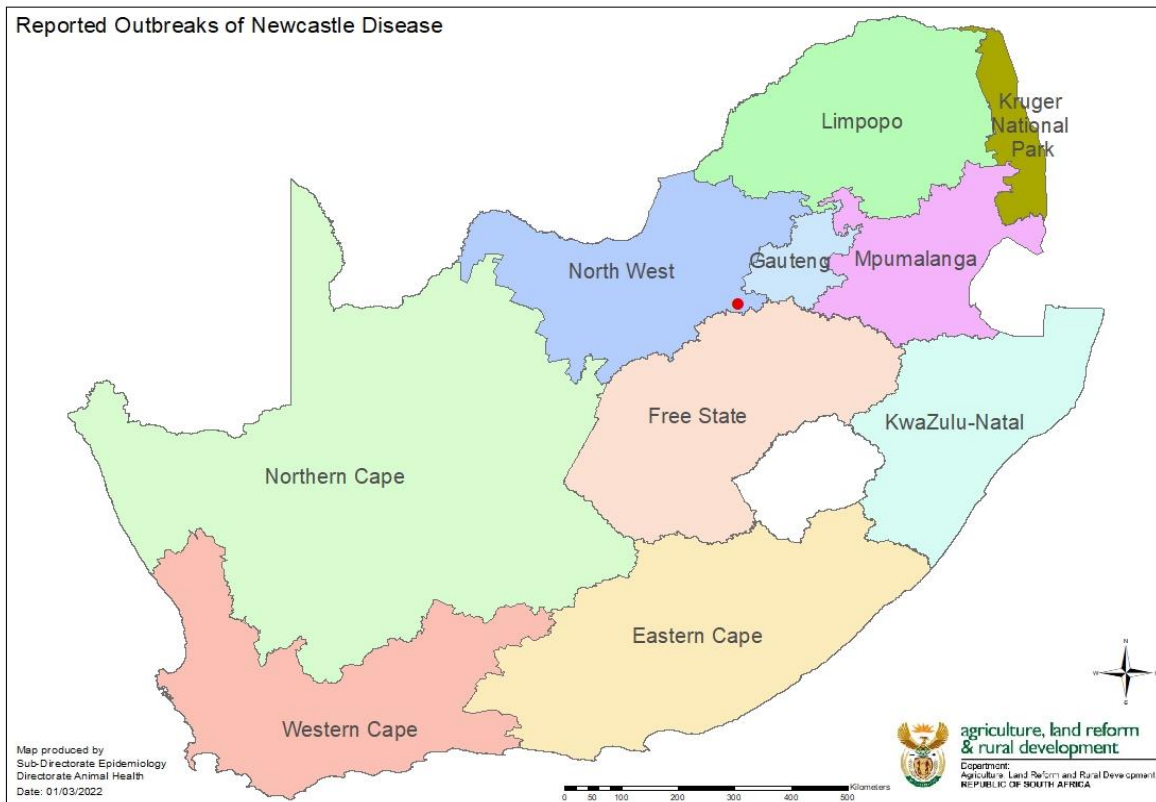 Reported Outbreaks of Newcastle Disease
Limpopo
Kruger
National
Park
North West
Gauteng
Mpumalanga
Free State
KwaZulu-Natal
Northern Cape
Eastern Cape
Western Cape
N
W
S
Map produced by
Sub-Directorate Epidemiology
Directorate Animal Health
Date: 01/03/2022
Kilometers
0 50 100 200 300 400 500
agriculture, land reform
& rural development
Department:
Agriculture, Land Reform and Rural Development
REPUBLIC OF SOUTH AFRICA